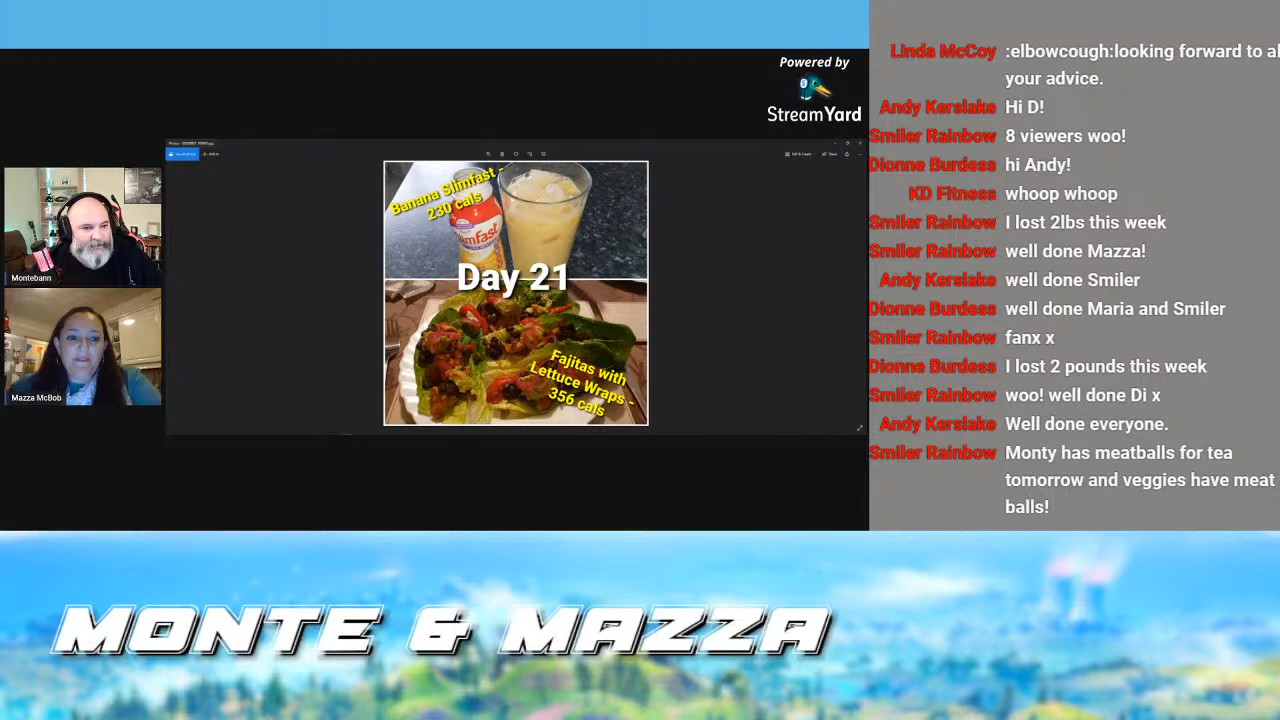 Powered by
StreamYard
Banana Slimfast -
230 cals
SlimFast
Day 21
Fajitas with
Lettuce Wraps -
356 cals
Montebann
Mazza McBob
Linda McCoy :elbowcough:looking forward to al
your advice.
Andy Kerslake Hi D!
Smiler Rainbow 8 viewers woo!
Dionne Burdess hi Andy!
KD Fitness whoop whoop
Smiler Rainbow I lost 2lbs this week
Smiler Rainbow well done Mazza!
Andy Kerslake well done Smiler
Dionne Burdess well done Maria and Smiler
Smiler Rainbow fanx x
Dionne Burdess I lost 2 pounds this week
Smiler Rainbow woo! well done Di x
Andy Kerslake Well done everyone.
Smiler Rainbow Monty has meatballs for tea
tomorrow and veggies have meat
balls!
MONTE & MAZZA